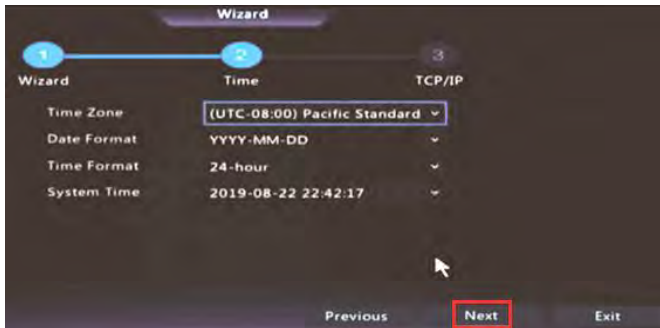 Wizard
1 2 3
Wizard Time TCP/IP
Time Zone (UTC-08:00) Pacific Standard
Date Format YYYY-MM-DD
Time Format 24-hour
System Time 2019-08-22 22:42:17
Previous Next Exit